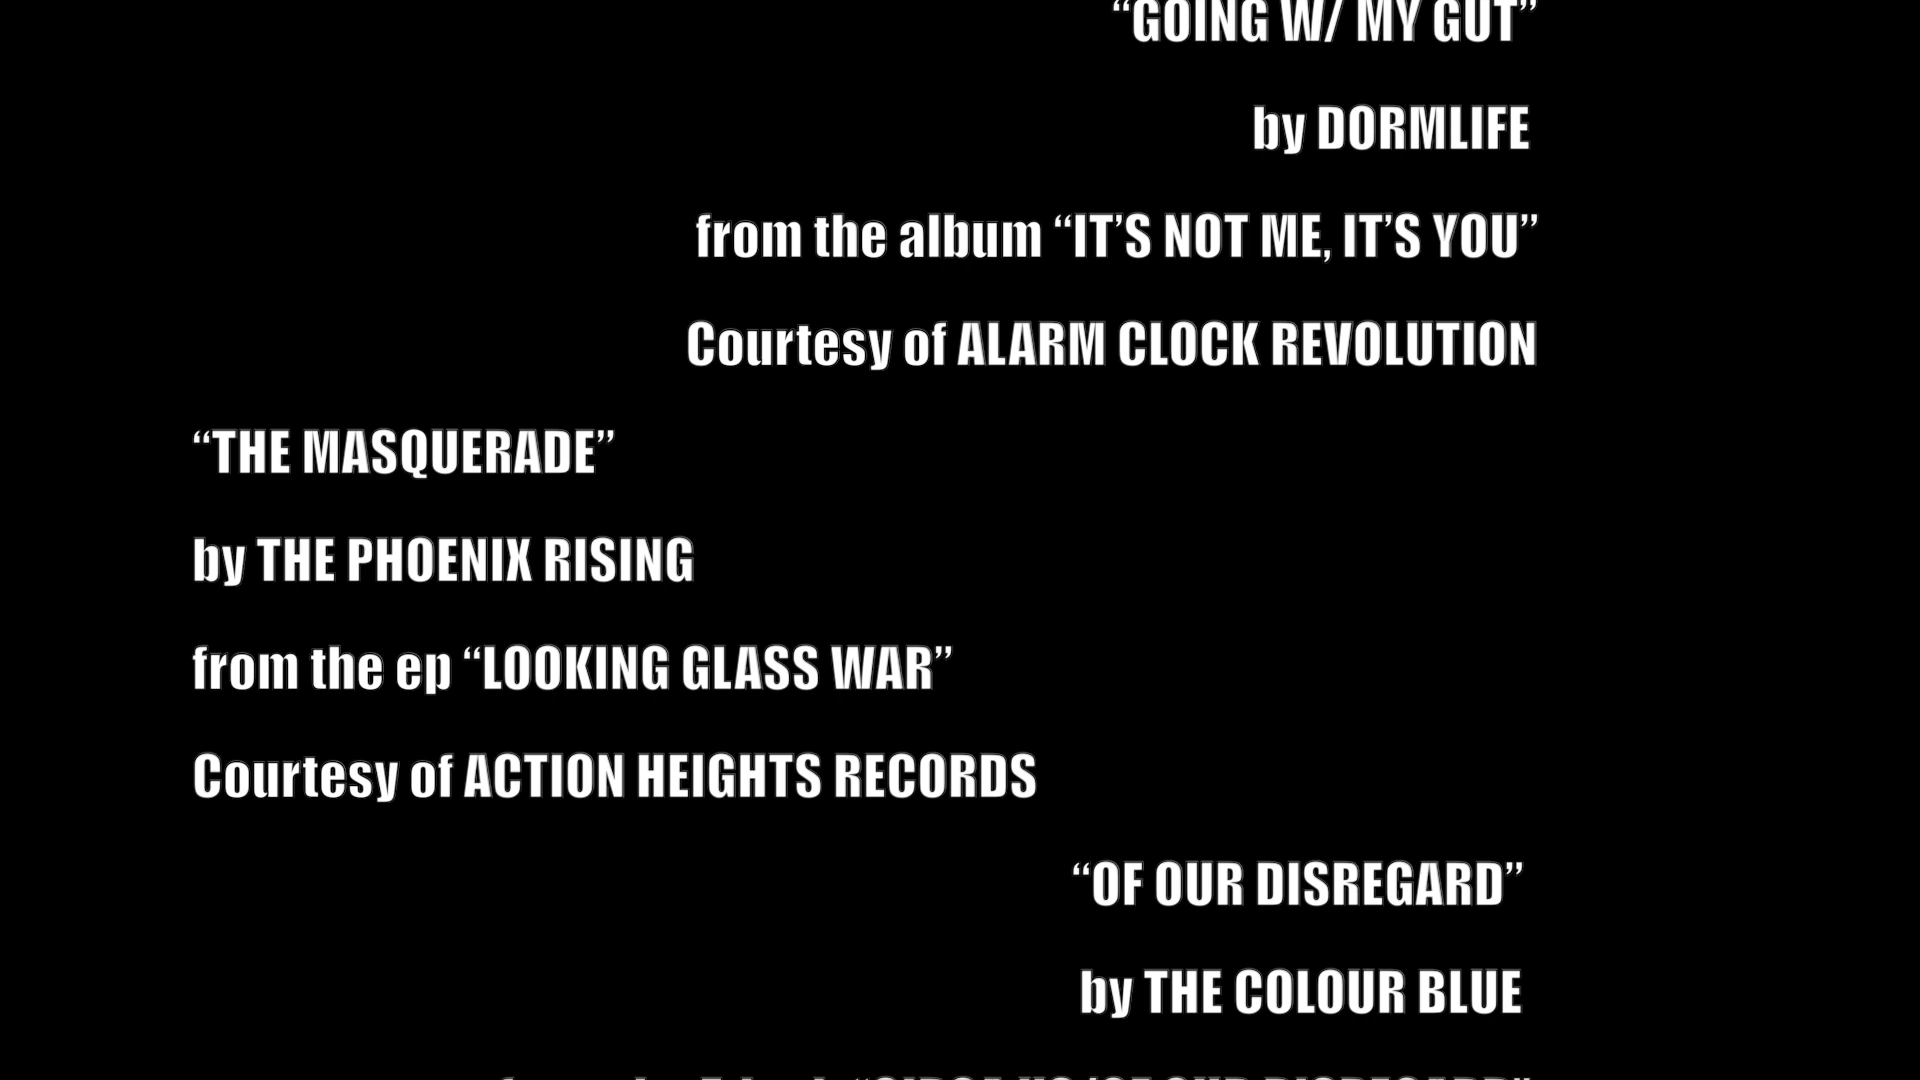 “GOING W/ MY GUT”
by DORMLIFE
from the album “IT’S NOT ME, IT’S YOU”
Courtesy of ALARM CLOCK REVOLUTION
“THE MASQUERADE”
by THE PHOENIX RISING
from the ep “LOOKING GLASS WAR”
Courtesy of ACTION HEIGHTS RECORDS
“OF OUR DISREGARD”
by THE COLOUR BLUE